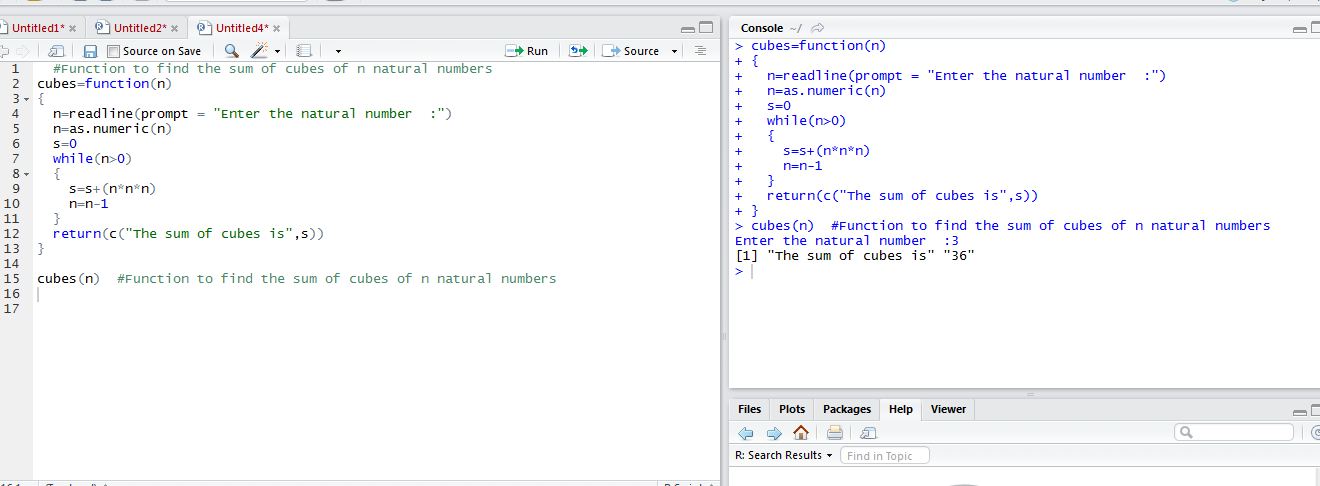 Untitled1* Untitled2* Untitled4*
Source on Save Run Source
1 #Function to find the sum of cubes of n natural numbers
2 cubes=function(n)
3 {
4 n=readline(prompt = "Enter the natural number  :")
5 n=as.numeric(n)
6 s=0
7 while(n>0)
8 {
9 s=s+(n*n*n)
10 n=n-1
11 }
12 return(c("The sum of cubes is",s))
13 }
14
15 cubes(n)  #Function to find the sum of cubes of n natural numbers
16
17
Console ~/
> cubes=function(n)
+ {
+ n=readline(prompt = "Enter the natural number  :")
+ n=as.numeric(n)
+ s=0
+ while(n>0)
+ {
+ s=s+(n*n*n)
+ n=n-1
+ }
+ return(c("The sum of cubes is",s))
+ }
> cubes(n)  #Function to find the sum of cubes of n natural numbers
Enter the natural number  :3
[1] "The sum of cubes is" "36"
>
Files Plots Packages Help Viewer
R: Search Results Find in Topic